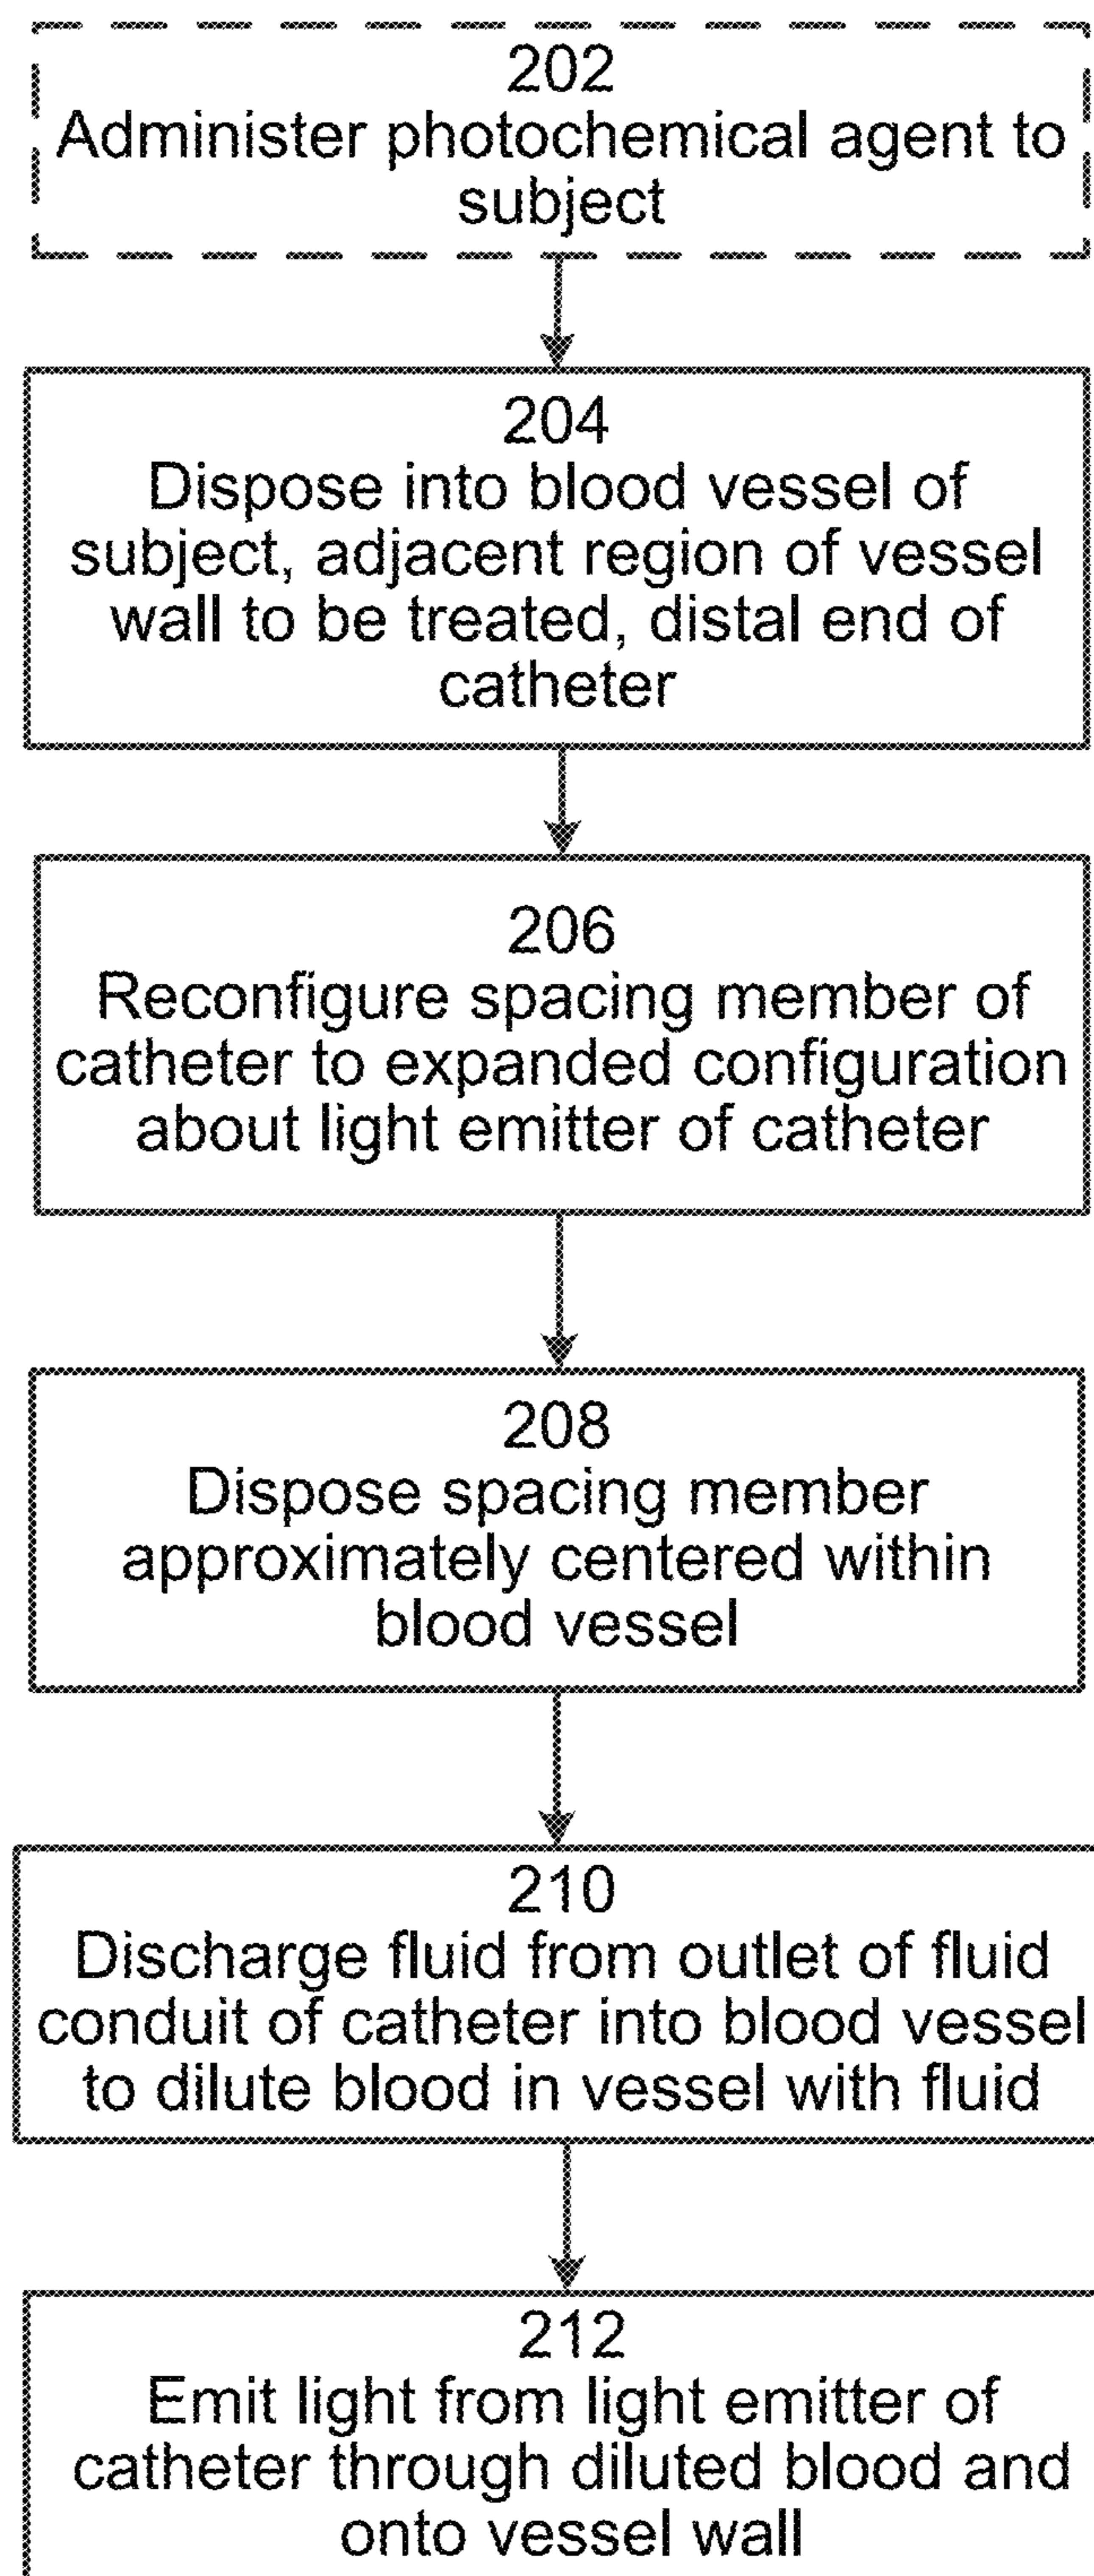 202
Administer photochemical agent to
subject
204
Dispose into blood vessel of
subject, adjacent region of vessel
wall to be treated, distal end of
catheter
206
Reconfigure spacing member of
catheter to expanded configuration
about light emitter of catheter
208
Dispose spacing member
approximately centered within
blood vessel
210
Discharge fluid from outlet of fluid
conduit of catheter into blood vessel
to dilute blood in vessel with fluid
212
Emit light from light emitter of
catheter through diluted blood and
onto vessel wall